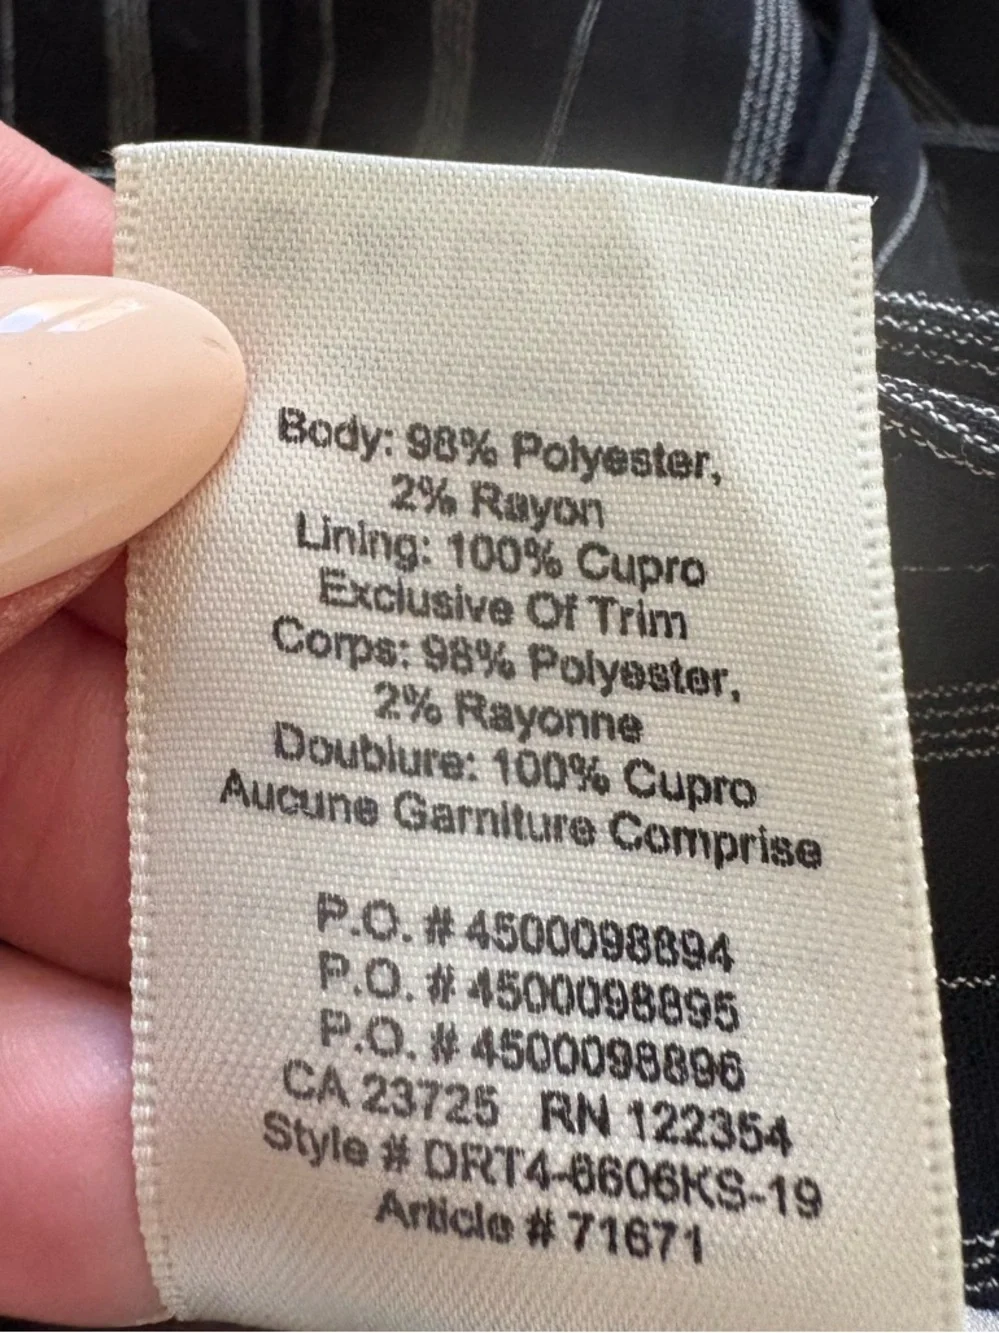 Body: 98% Polyester,
2% Rayon
Lining: 100% Cupro
Exclusive Of Trim
Corps: 98% Polyester,
2% Rayonne
Doublure: 100% Cupro
Aucune Garniture Comprise
P.O. # 4500098894
P.O. # 4500098895
P.O. # 4500098896
CA 23725 RN 122354
Style # DRT4-6606KS-19
Article # 71671